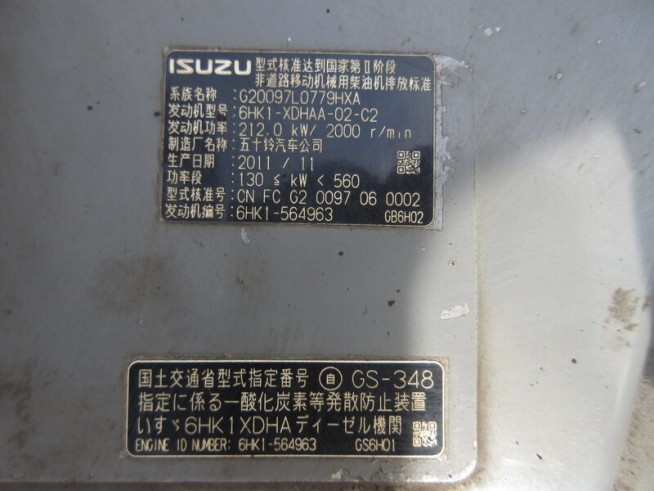 ISUZU 型式核准达到国家第Ⅱ阶段
非道路移动机械用柴油机排放标准
系族名称:G20097L0779HXA
发动机型号:6HK1-XDHAA-02-C2
发动机功率:212.0 kW/ 2000 r/min
制造厂名称:五十铃汽车公司
生产日期:2011 / 11
功率段:130 ≤ kW < 560
型式核准号:CN FC G2 0097 06 0002
发动机编号:6HK1-564963 GB6H02
国土交通省型式指定番号 自 GS-348
指定に係る一酸化炭素等発散防止装置
いすゞ6HK1XDHAディーゼル機関
ENGINE ID NUMBER: 6HK1-564963 GS6H01